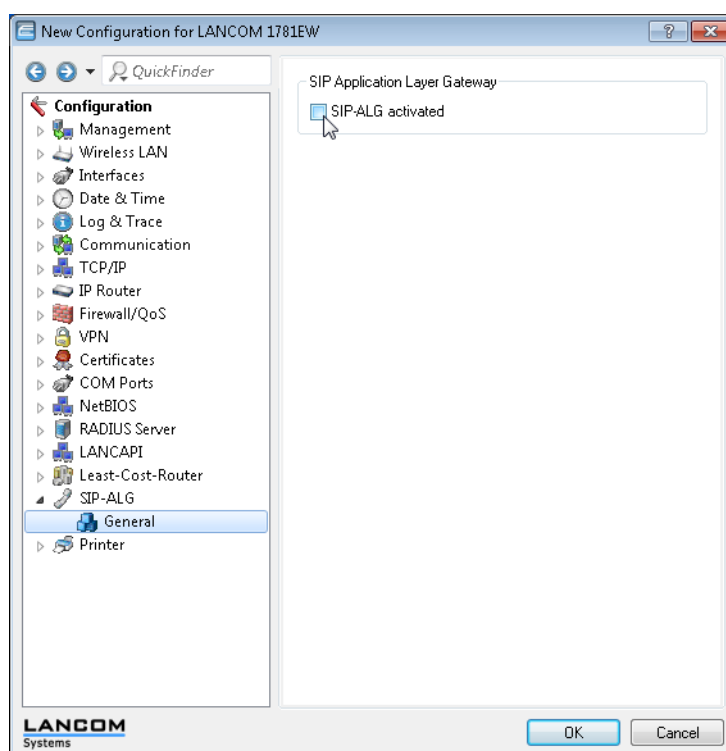 New Configuration for LANCOM 1781EW
QuickFinder
Configuration
Management
Wireless LAN
Interfaces
Date & Time
Log & Trace
Communication
TCP/IP
IP Router
Firewall/QoS
VPN
Certificates
COM Ports
NetBIOS
RADIUS Server
LANCAPI
Least-Cost-Router
SIP-ALG
General
Printer
SIP Application Layer Gateway
SIP-ALG activated
LANCOM
Systems
OK
Cancel